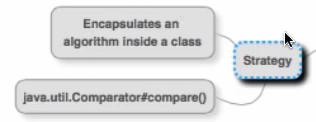 Encapsulates an
algorithm inside a class
Strategy
java.util.Comparator#compare()